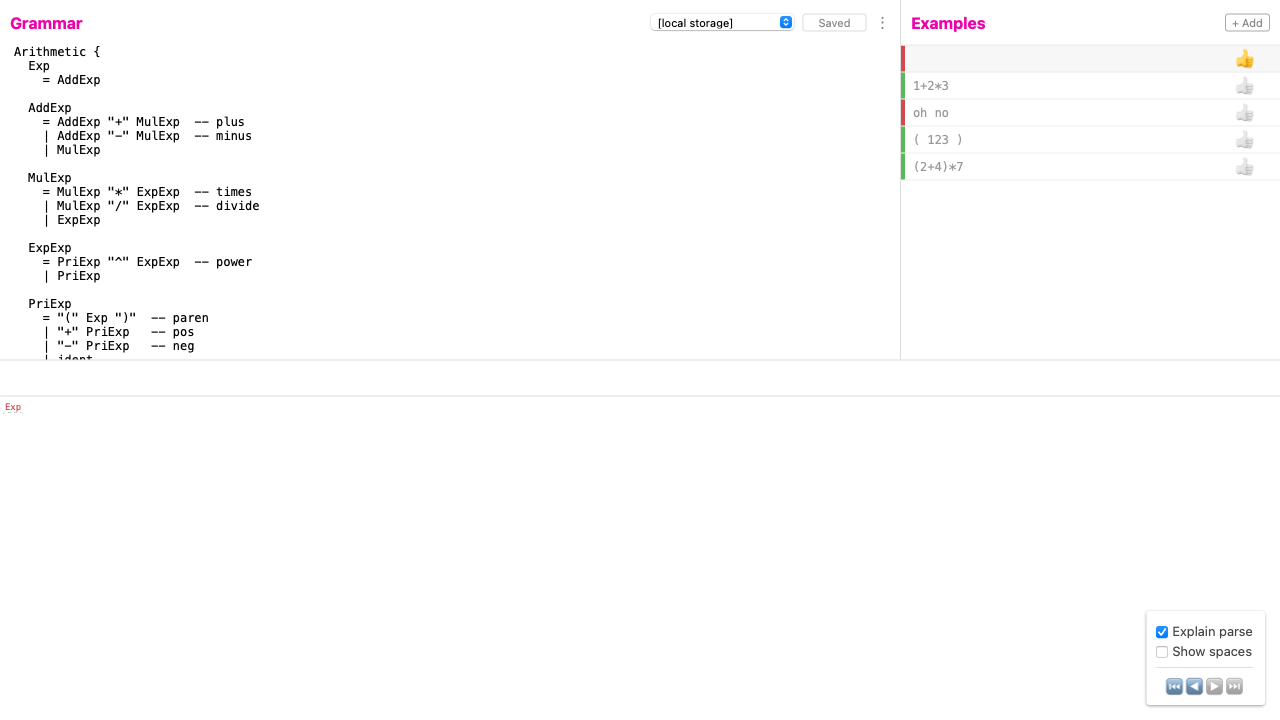 Grammar
[local storage]
Saved
Arithmetic {
Exp
= AddExp
AddExp
= AddExp "+" MulExp -- plus
| AddExp "-" MulExp -- minus
| MulExp
MulExp
= MulExp "*" ExpExp -- times
| MulExp "/" ExpExp -- divide
| ExpExp
ExpExp
= PriExp "^" ExpExp -- power
| PriExp
PriExp
= "(" Exp ")" -- paren
| "+" PriExp -- pos
| "-" PriExp -- neg
| ident
Examples
+ Add
1+2*3
oh no
( 123 )
(2+4)*7
Exp
Explain parse
Show spaces